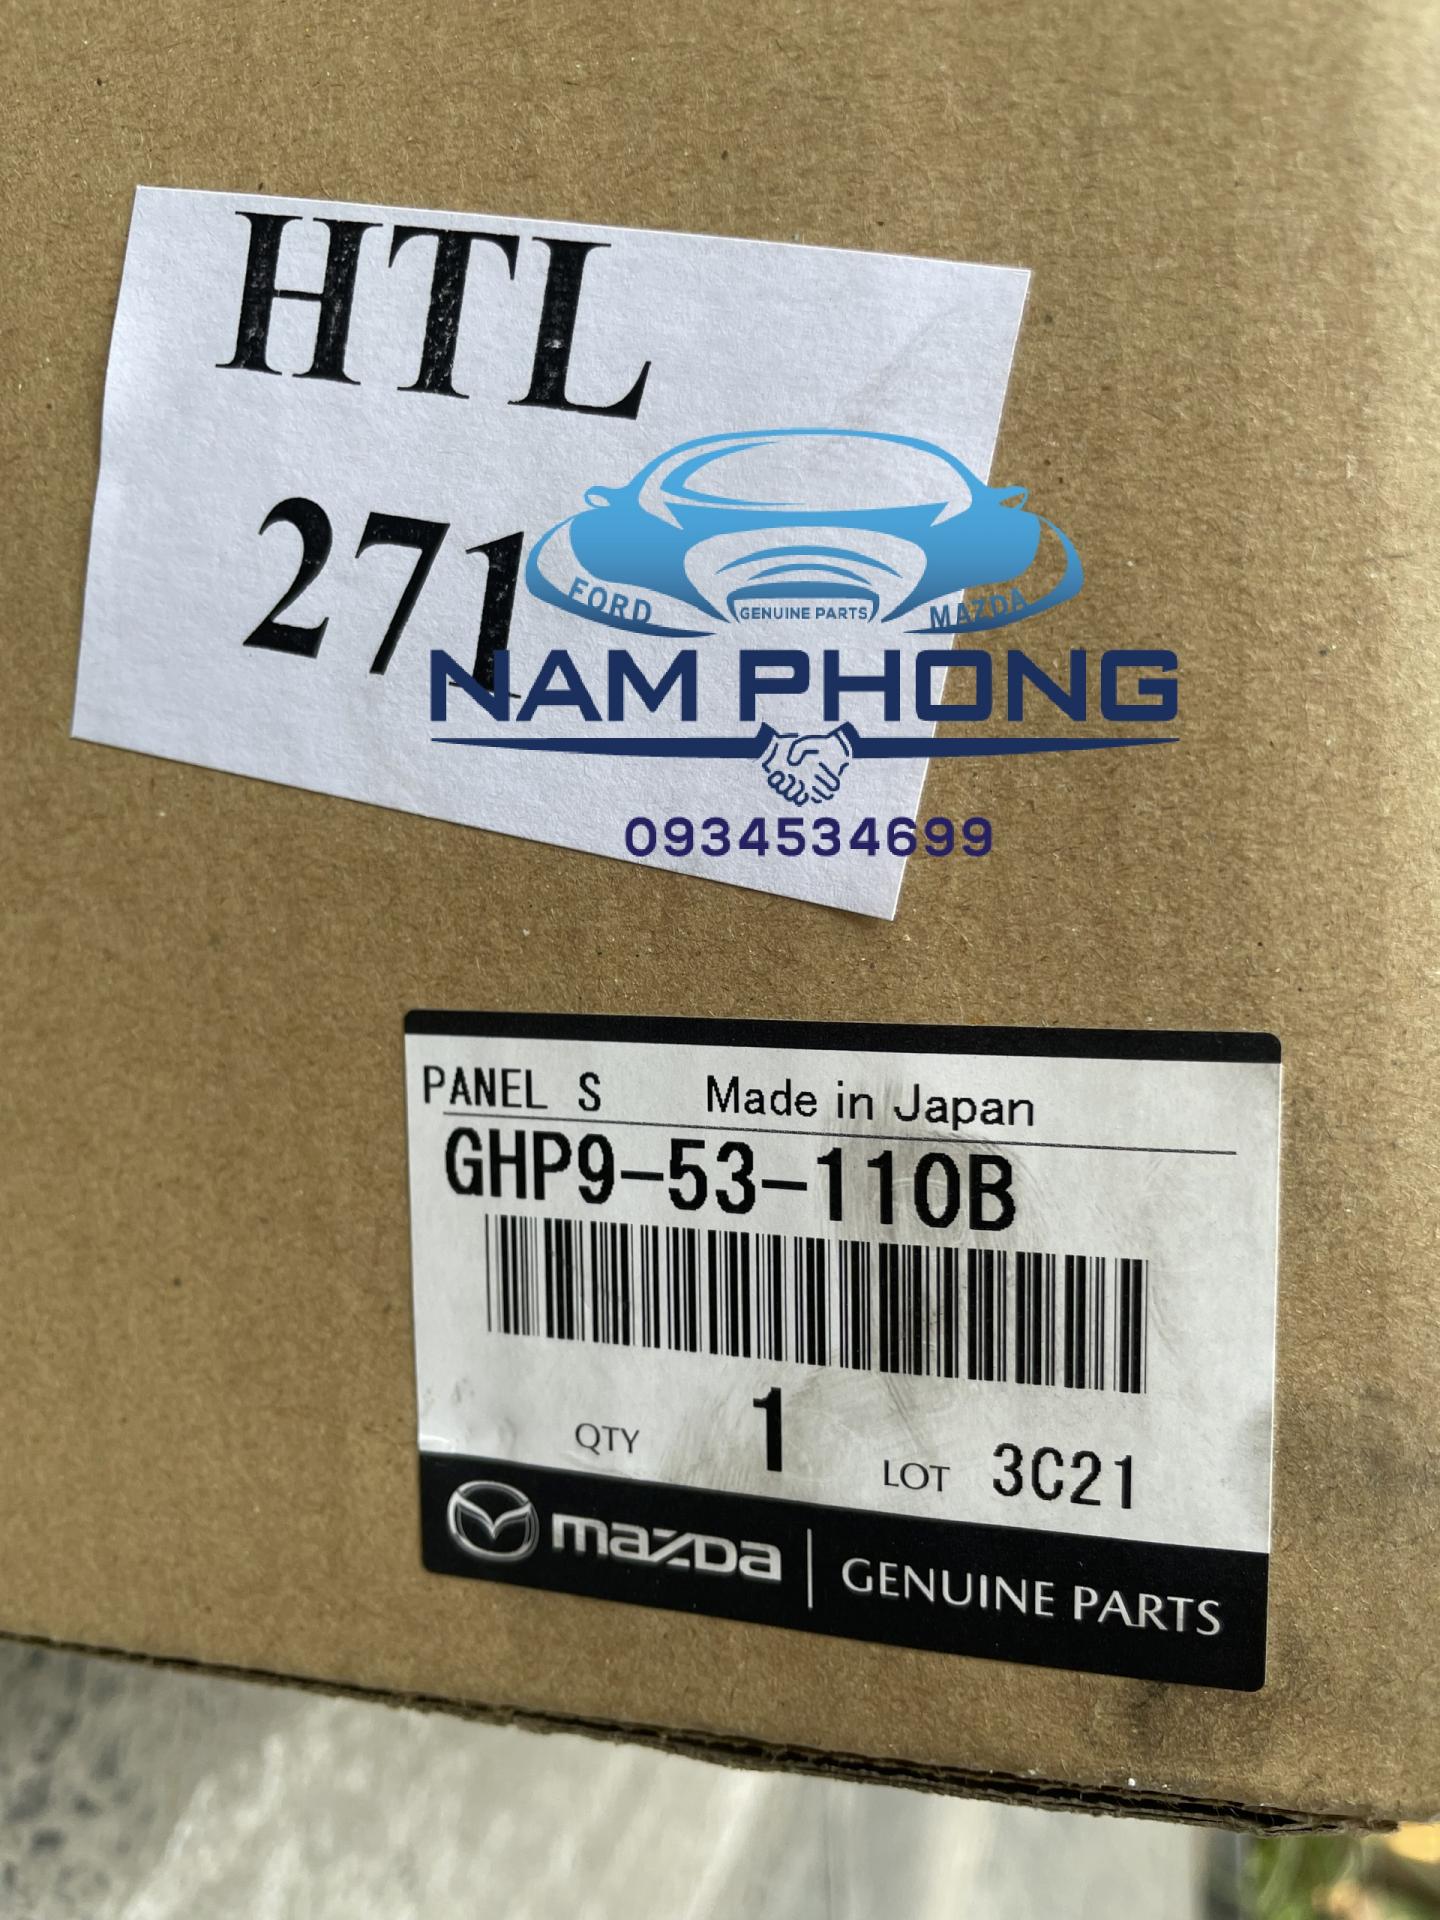 HTL
271
FORD
GENUINE PARTS
MAZDA
NAM PHONG
0934534699
PANEL S Made in Japan
GHP9-53-110B
QTY 1 LOT 3C21
mazda | GENUINE PARTS